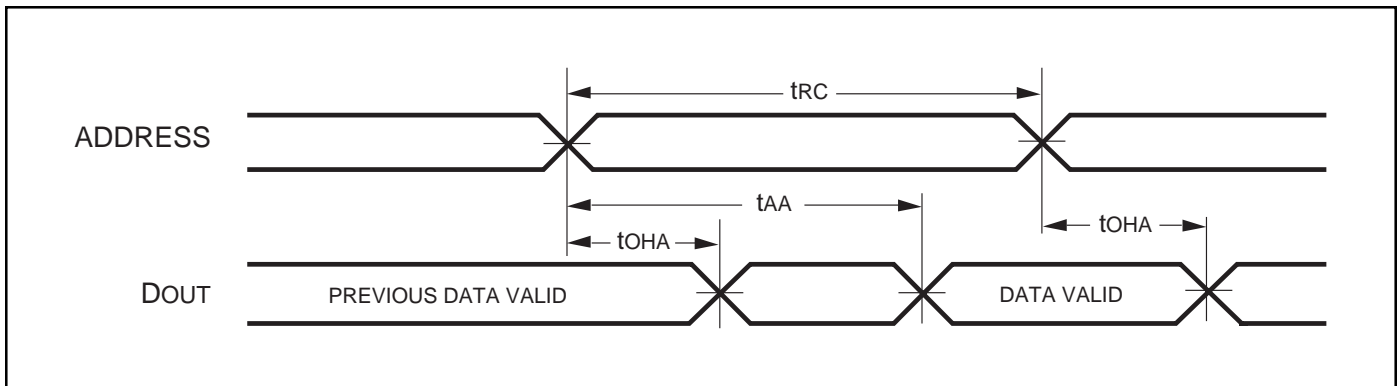 tRC
ADDRESS
tAA
tOHA
tOHA
DOUT
PREVIOUS DATA VALID
DATA VALID